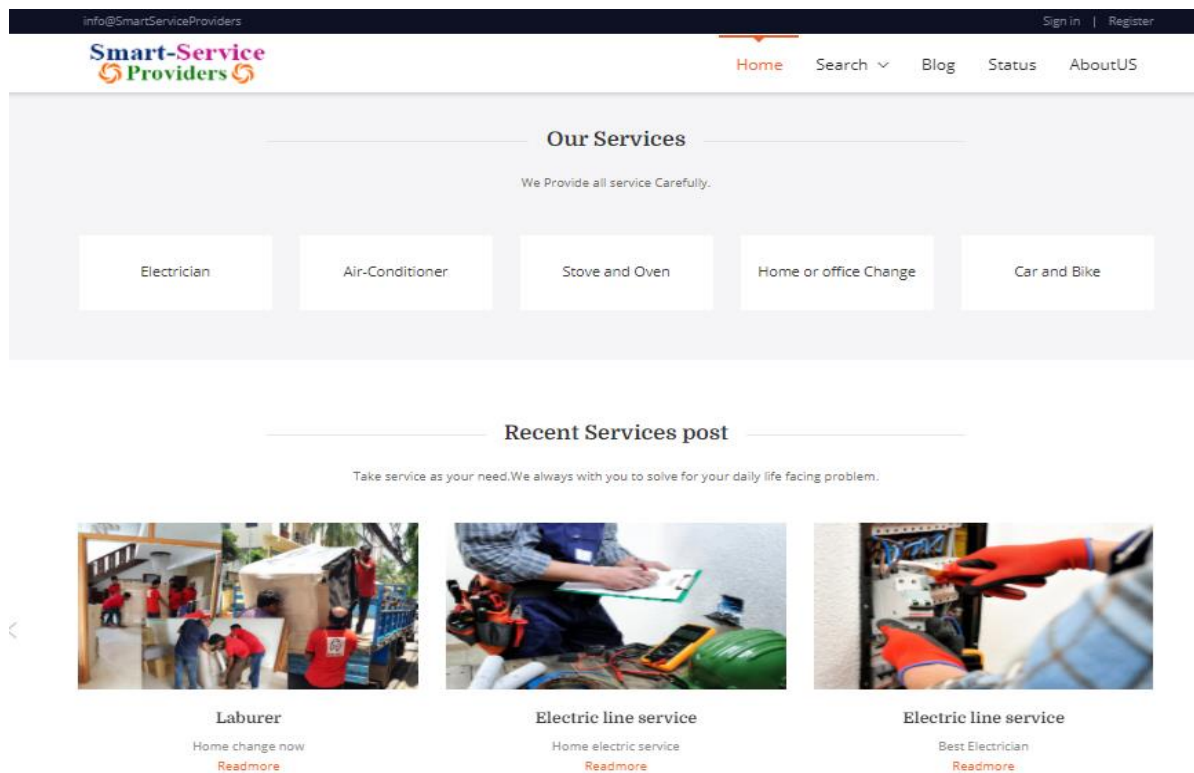 info@SmartServiceProviders
Sign in | Register
Smart-Service
Providers
Home Search Blog Status AboutUS
Our Services
We Provide all service Carefully.
Electrician Air-Conditioner Stove and Oven Home or office Change Car and Bike
Recent Services post
Take service as your need.We always with you to solve for your daily life facing problem.
Laburer
Home change now
Readmore
Electric line service
Home electric service
Readmore
Electric line service
Best Electrician
Readmore